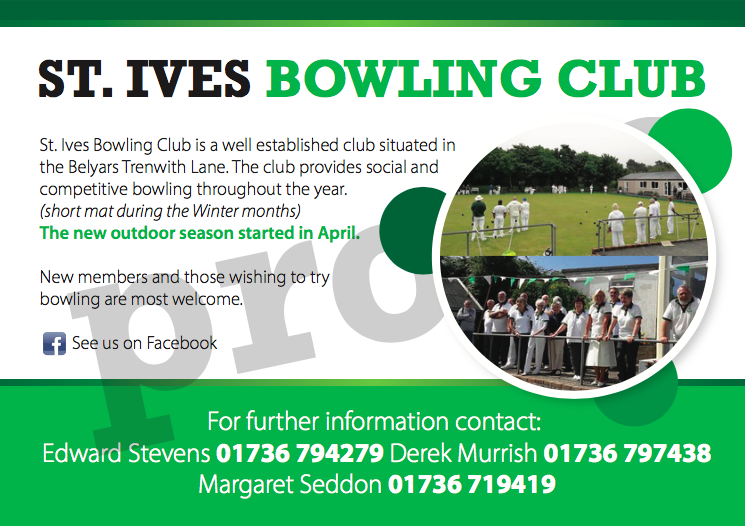 ST. IVES BOWLING CLUB
St. Ives Bowling Club is a well established club situated in
the Belyars Trenwith Lane. The club provides social and
competitive bowling throughout the year.
(short mat during the Winter months)
The new outdoor season started in April.
New members and those wishing to try
bowling are most welcome.
f See us on Facebook
For further information contact:
Edward Stevens 01736 794279 Derek Murrish 01736 797438
Margaret Seddon 01736 719419